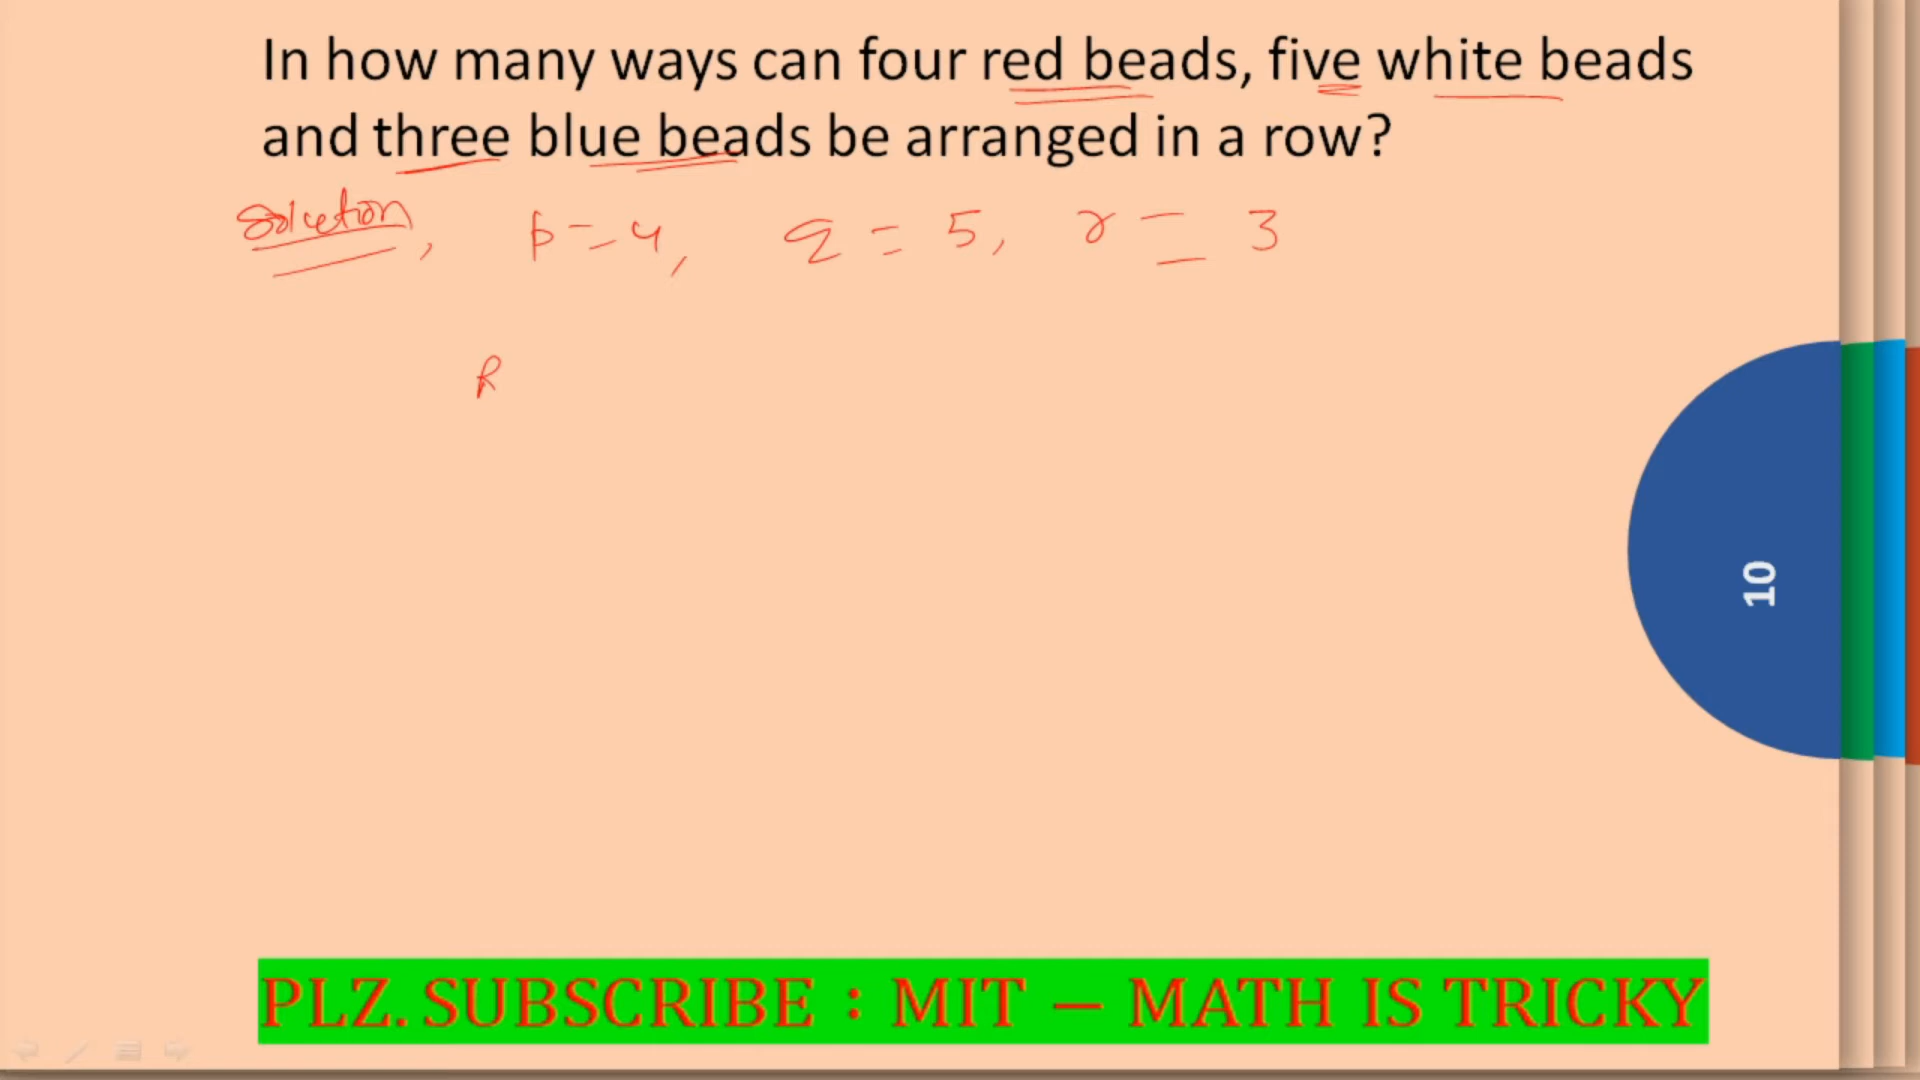 In how many ways can four red beads, five white beads
and three blue beads be arranged in a row?
Solution, p = 4, q = 5, r = 3
R
10
PLZ. SUBSCRIBE : MIT – MATH IS TRICKY